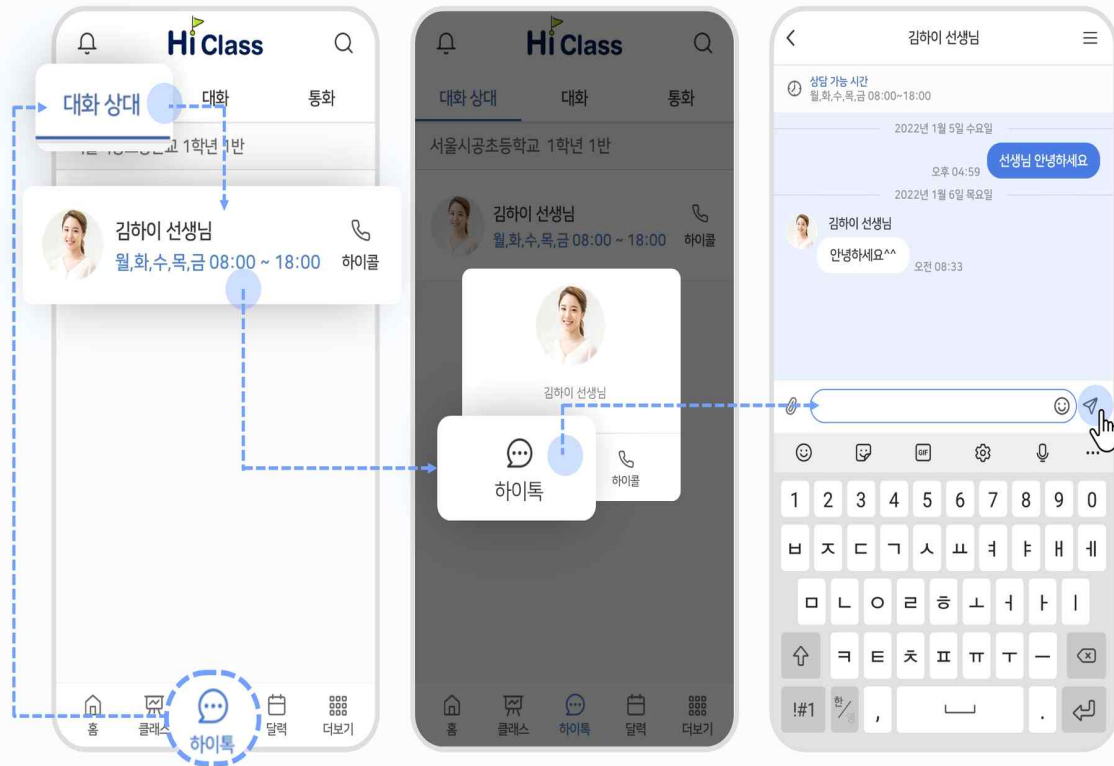 Hi Class
대화 상대
대화
통화
1학년 1반
김하이 선생님
월,화,수,목,금 08:00 ~ 18:00
하이콜
홈
클래스
하이톡
달력
더보기
Hi Class
대화 상대
대화
통화
서울시공초등학교 1학년 1반
김하이 선생님
월,화,수,목,금 08:00 ~ 18:00
하이콜
김하이 선생님
하이톡
하이콜
홈
클래스
하이톡
달력
더보기
김하이 선생님
상담 가능 시간
월,화,수,목,금 08:00~18:00
2022년 1월 5일 수요일
선생님 안녕하세요
오후 04:59
2022년 1월 6일 목요일
김하이 선생님
안녕하세요^^
오전 08:33
GIF
1 2 3 4 5 6 7 8 9 0
ㅂ ㅈ ㄷ ㄱ ㅅ ㅛ ㅕ ㅑ ㅐ ㅔ
ㅁ ㄴ ㅇ ㄹ ㅎ ㅗ ㅓ ㅏ ㅣ
ㅋ ㅌ ㅊ ㅍ ㅠ ㅜ ㅡ
!#1 한/영 , .